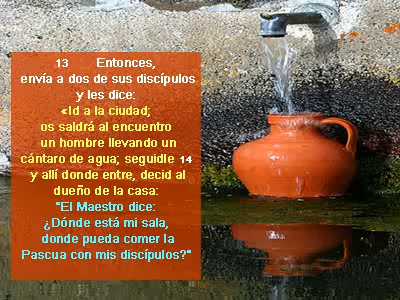 13 Entonces,
envía a dos de sus discípulos
y les dice:
«Id a la ciudad;
os saldrá al encuentro
un hombre llevando un
cántaro de agua; seguidle 14
y allí donde entre, decid al
dueño de la casa:
"El Maestro dice:
¿Dónde está mi sala,
donde pueda comer la
Pascua con mis discípulos?"